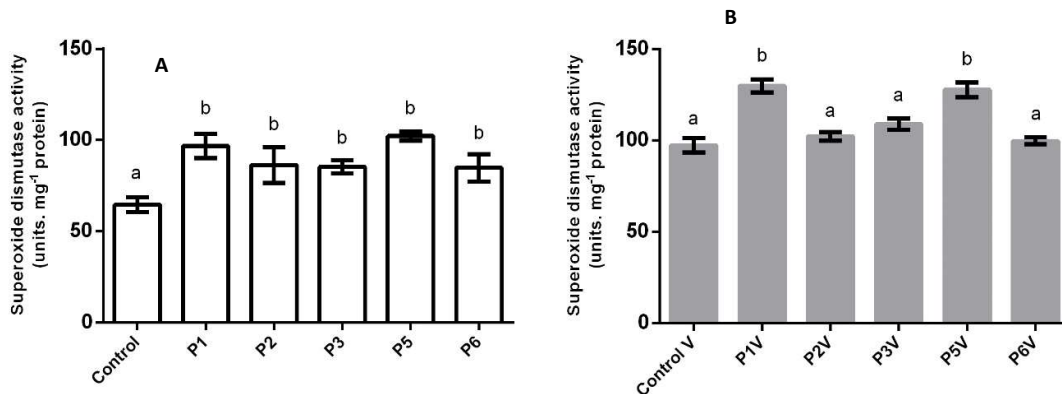 A
Superoxide dismutase activity
(units. mg⁻¹ protein)
150
100
50
0
a
b
b
b
b
b
Control
P1
P2
P3
P5
P6
B
Superoxide dismutase activity
(units. mg⁻¹ protein)
150
100
50
0
a
b
a
a
b
a
Control V
P1V
P2V
P3V
P5V
P6V